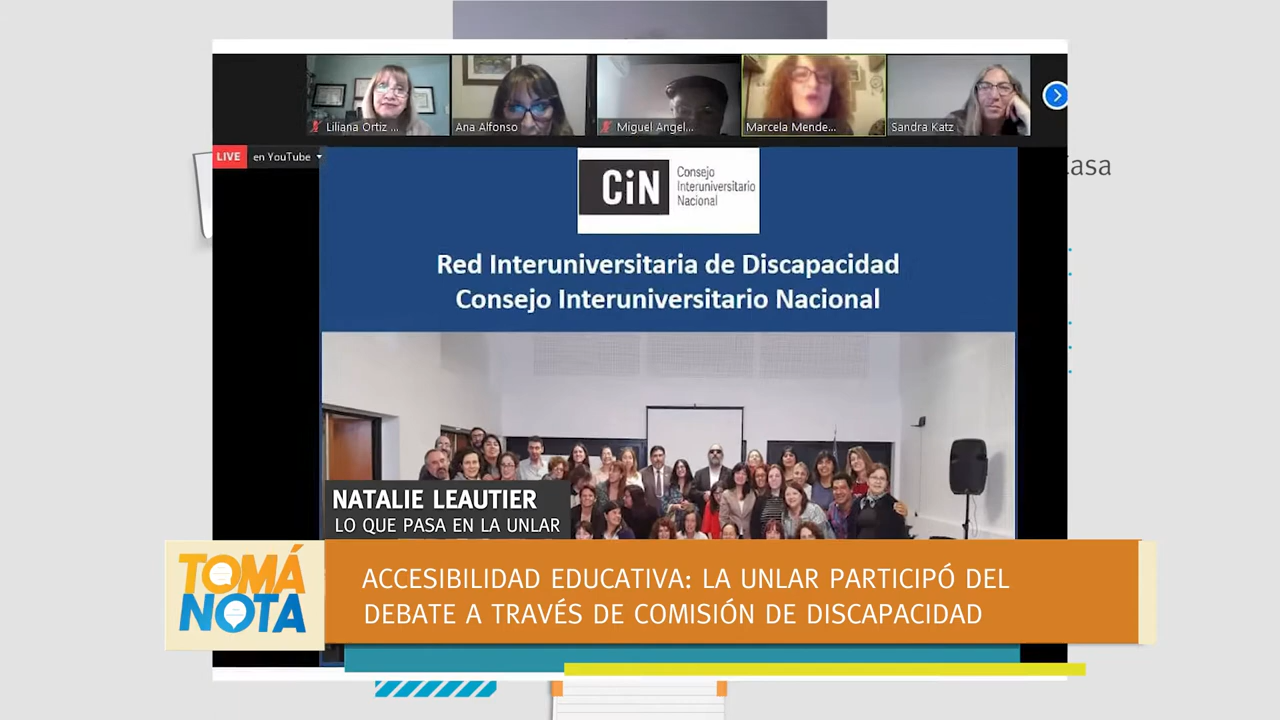 Liliana Ortiz ...
Ana Alfonso
Miguel Angel...
Marcela Mende...
Sandra Katz
LIVE
en YouTube
CiN
Consejo
Interuniversitario
Nacional
Casa
Red Interuniversitaria de Discapacidad
Consejo Interuniversitario Nacional
NATALIE LEAUTIER
LO QUE PASA EN LA UNLAR
TOMÁ
NOTA
ACCESIBILIDAD EDUCATIVA: LA UNLAR PARTICIPÓ DEL
DEBATE A TRAVÉS DE COMISIÓN DE DISCAPACIDAD